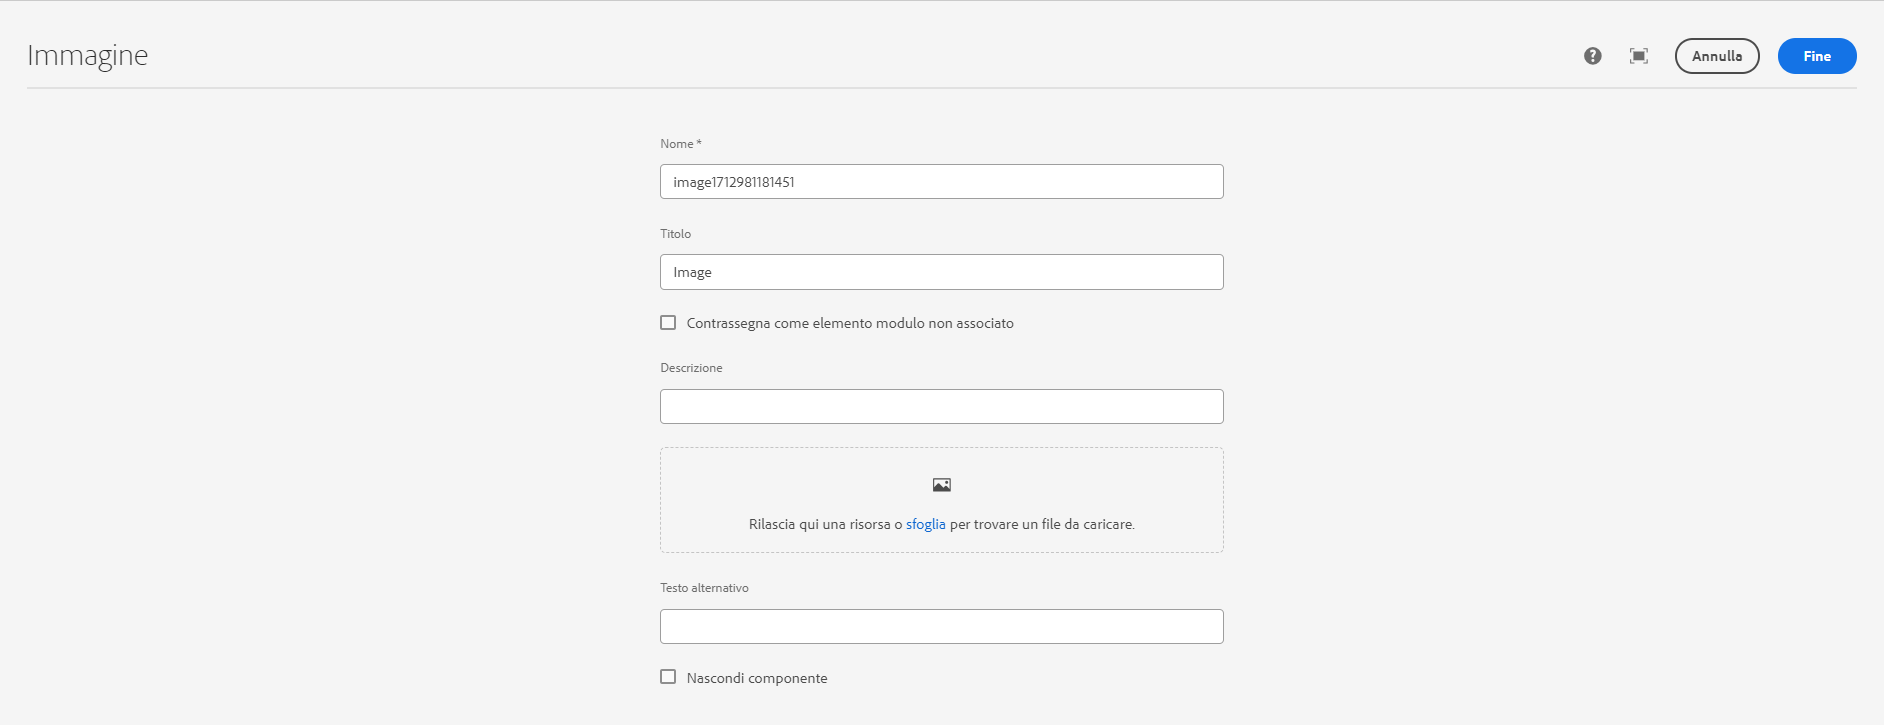 Immagine
Annulla
Fine
Nome *
image1712981181451
Titolo
Image
Contrassegna come elemento modulo non associato
Descrizione
Rilascia qui una risorsa o sfoglia per trovare un file da caricare.
Testo alternativo
Nascondi componente